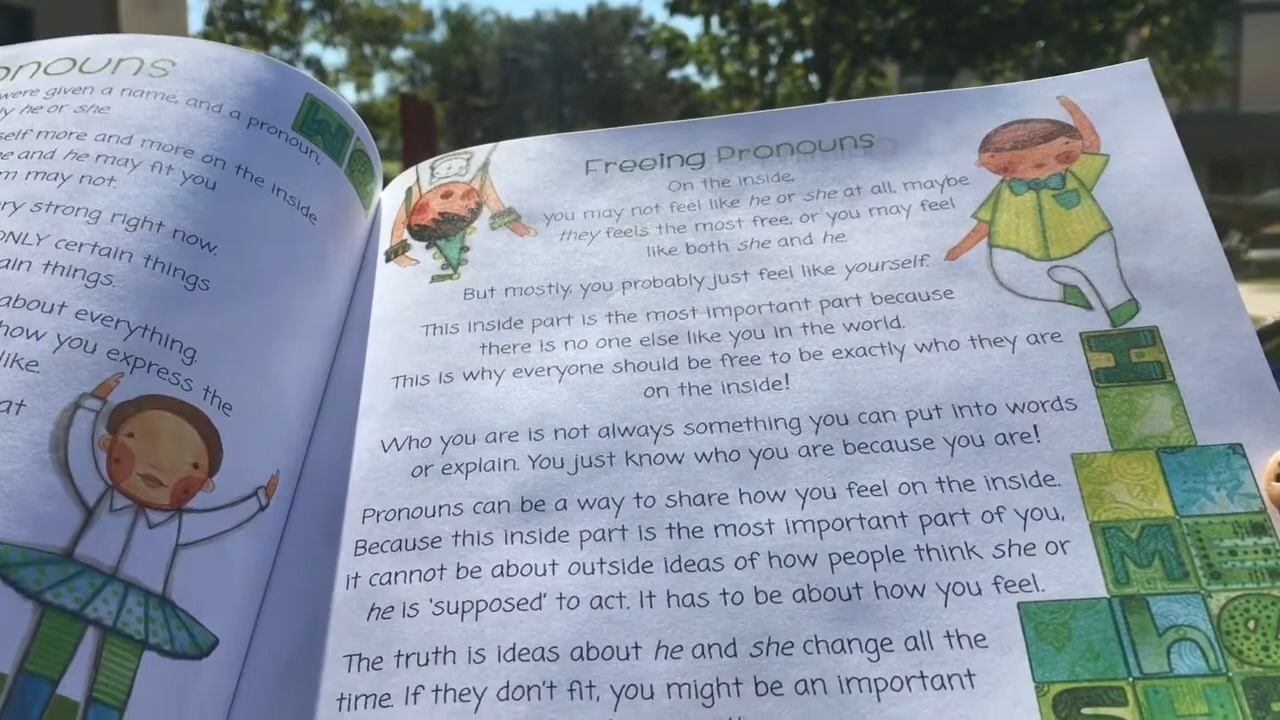 onouns
were given a name, and a pronoun,
he or she
self more and more on the inside
and he may fit you
may not.
strong right now.
ONLY certain things
things.
about everything.
how you express the
like
at
Freeing Pronouns
On the inside,
you may not feel like he or she at all, maybe
they feels the most free, or you may feel
like both she and he.
But mostly, you probably just feel like yourself.
This inside part is the most important part because
there is no one else like you in the world.
This is why everyone should be free to be exactly who they are
on the inside!
Who you are is not always something you can put into words
or explain. You just know who you are because you are!
Pronouns can be a way to share how you feel on the inside.
Because this inside part is the most important part of you,
it cannot be about outside ideas of how people think she or
he is 'supposed' to act. It has to be about how you feel.
The truth is ideas about he and she change all the
time. If they don't fit, you might be an important
I
M E
h o